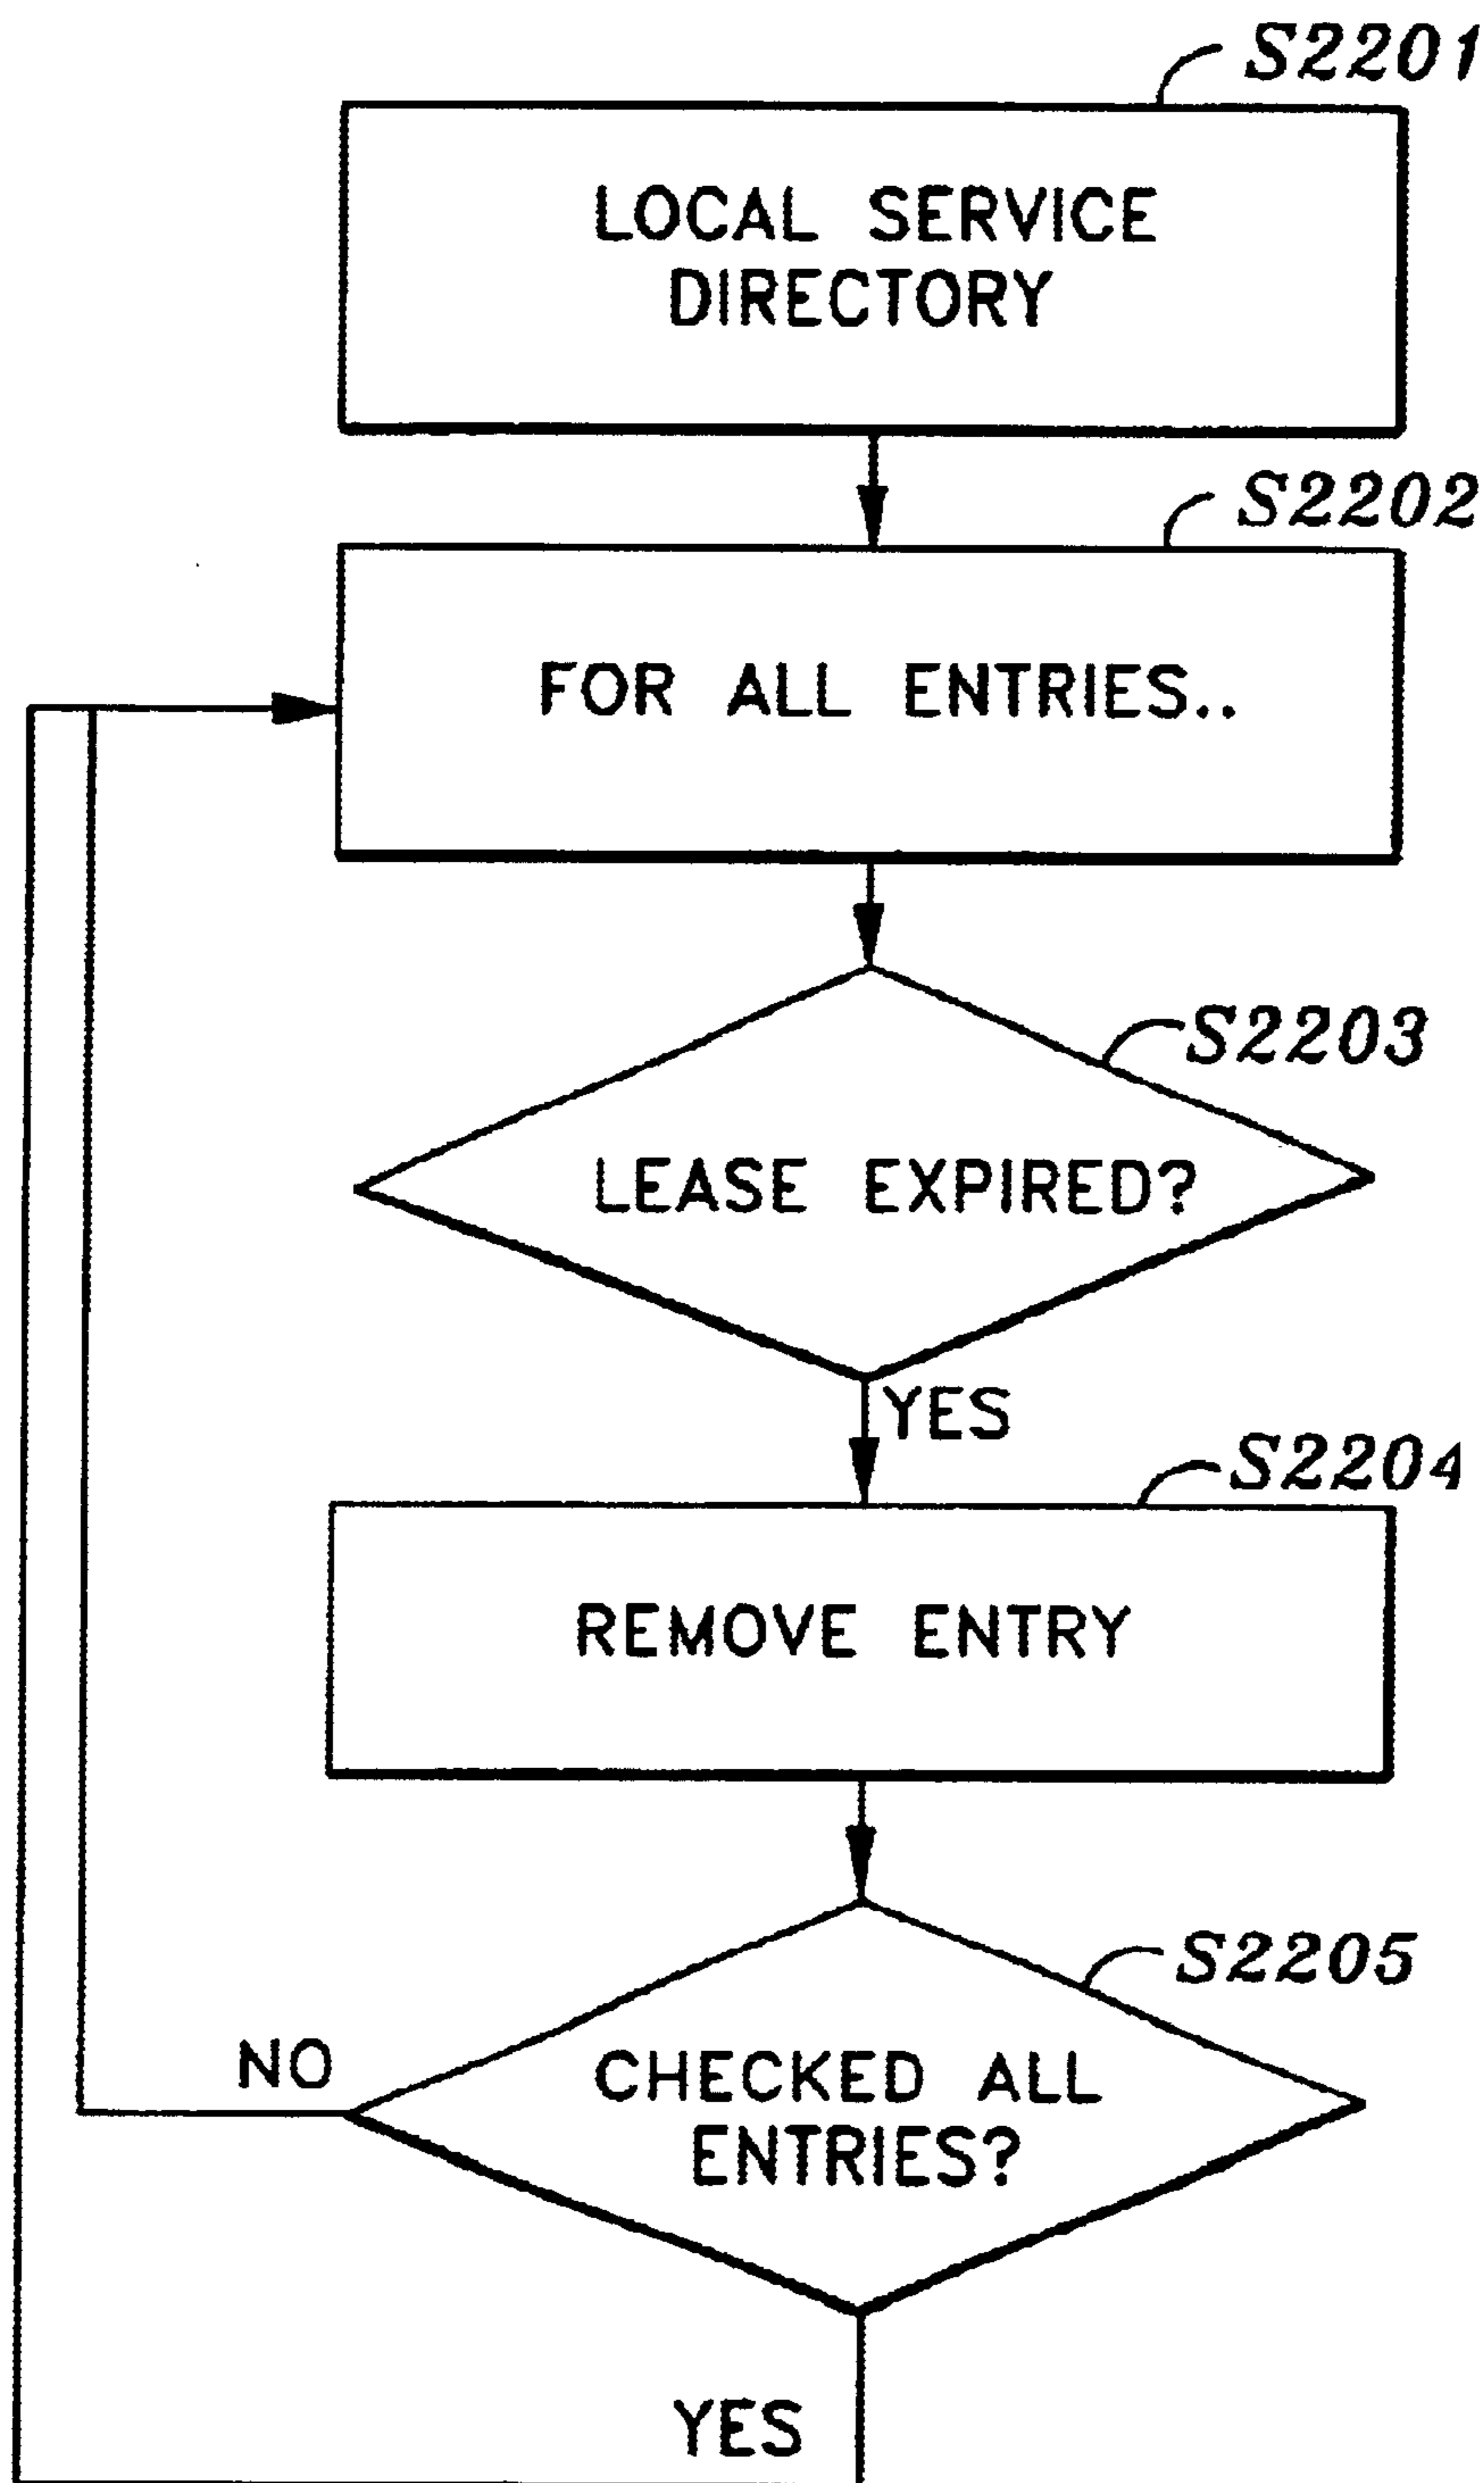 S2201
LOCAL SERVICE
DIRECTORY
S2202
FOR ALL ENTRIES..
S2203
LEASE EXPIRED?
YES
S2204
REMOVE ENTRY
S2205
NO
CHECKED ALL
ENTRIES?
YES